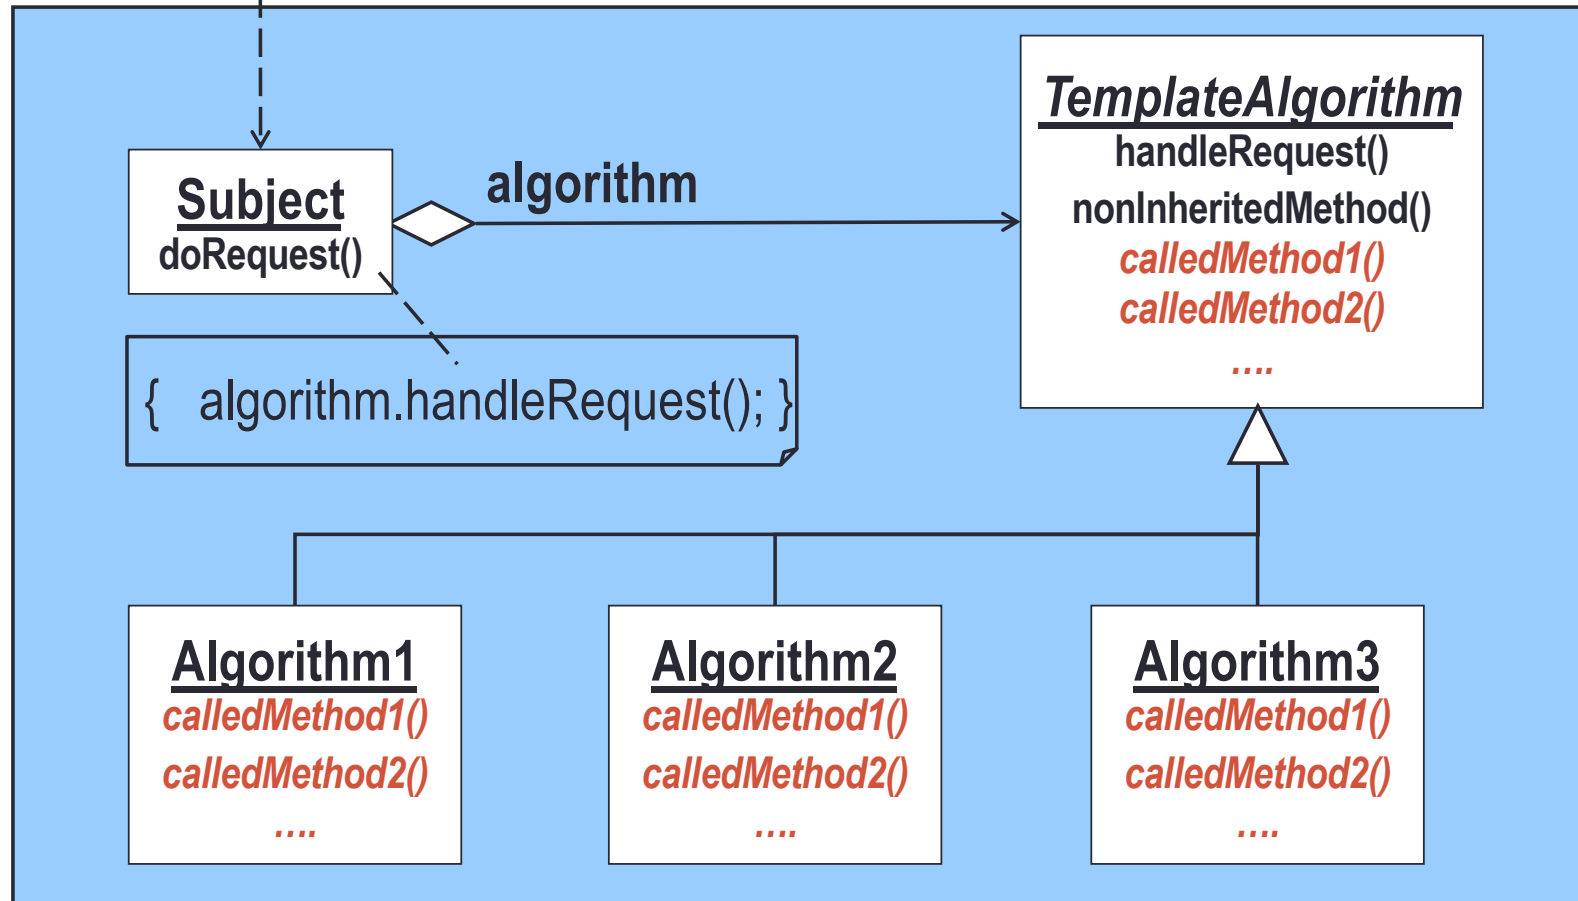 TemplateAlgorithm
handleRequest()
nonInheritedMethod()
calledMethod1()
calledMethod2()
....
Subject
doRequest()
algorithm
{ algorithm.handleRequest(); }
Algorithm1
calledMethod1()
calledMethod2()
....
Algorithm2
calledMethod1()
calledMethod2()
....
Algorithm3
calledMethod1()
calledMethod2()
....